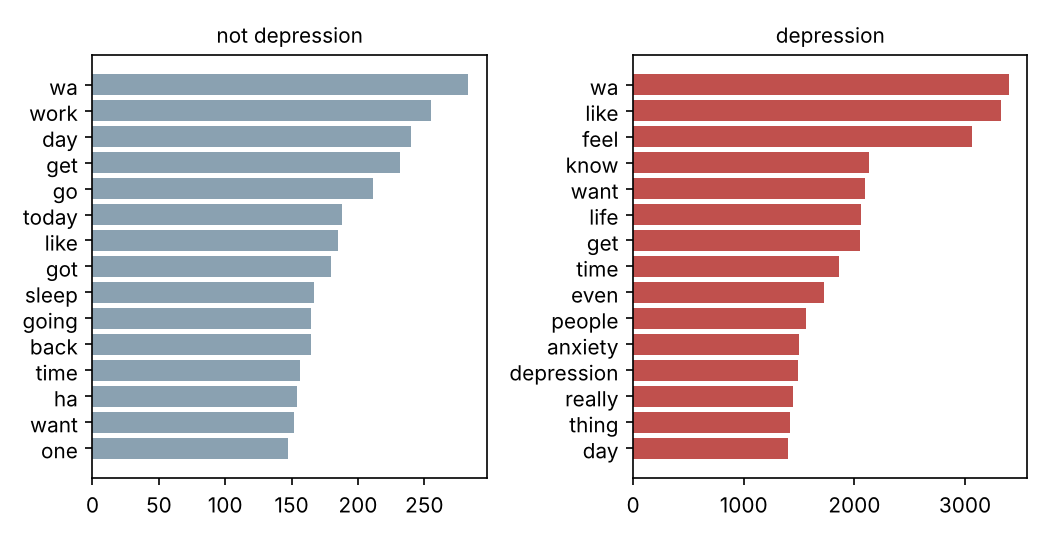 not depression
wa
work
day
get
go
today
like
got
sleep
going
back
time
ha
want
one
0 50 100 150 200 250
depression
wa
like
feel
know
want
life
get
time
even
people
anxiety
depression
really
thing
day
0 1000 2000 3000